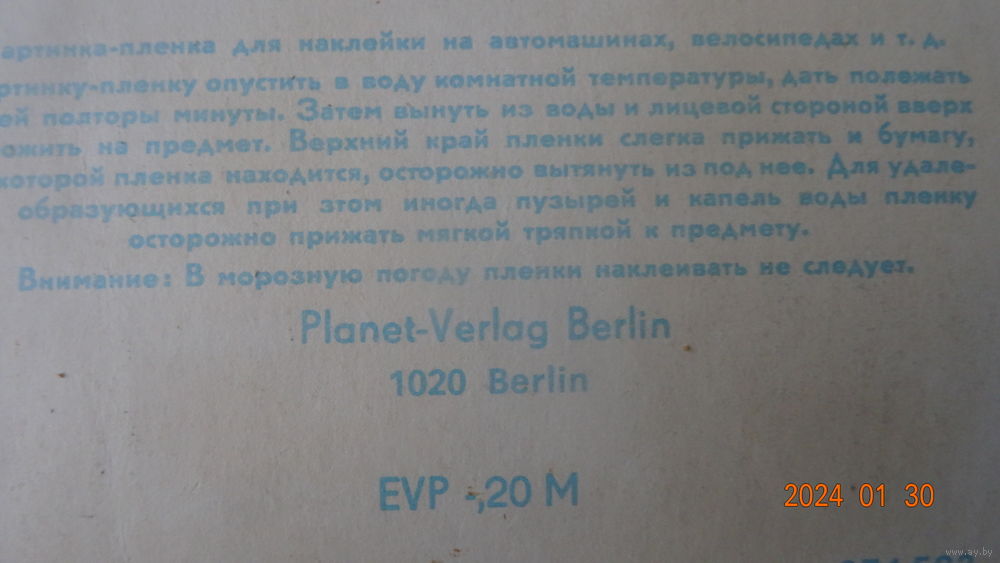 артинка-пленка для наклейки на автомашинах, велосипедах и т. д.
ртинку-пленку опустить в воду комнатной температуры, дать полежать
ей полторы минуты. Затем вынуть из воды и лицевой стороной вверх
ожить на предмет. Верхний край пленки слегка прижать и бумагу,
которой пленка находится, осторожно вытянуть из под нее. Для удале-
образующихся при этом иногда пузырей и капель воды пленку
осторожно прижать мягкой тряпкой к предмету.
Внимание: В морозную погоду пленки наклеивать не следует.
Planet-Verlag Berlin
1020 Berlin
EVP -,20 M
2024 01 30
www.ay.by